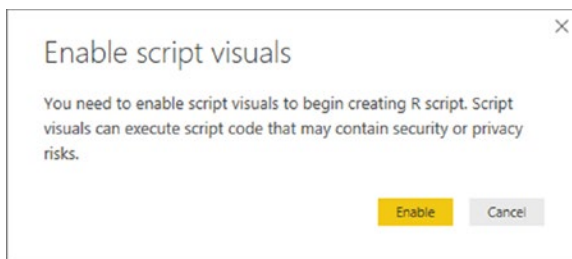 Enable script visuals
You need to enable script visuals to begin creating R script. Script
visuals can execute script code that may contain security or privacy
risks.
Enable Cancel